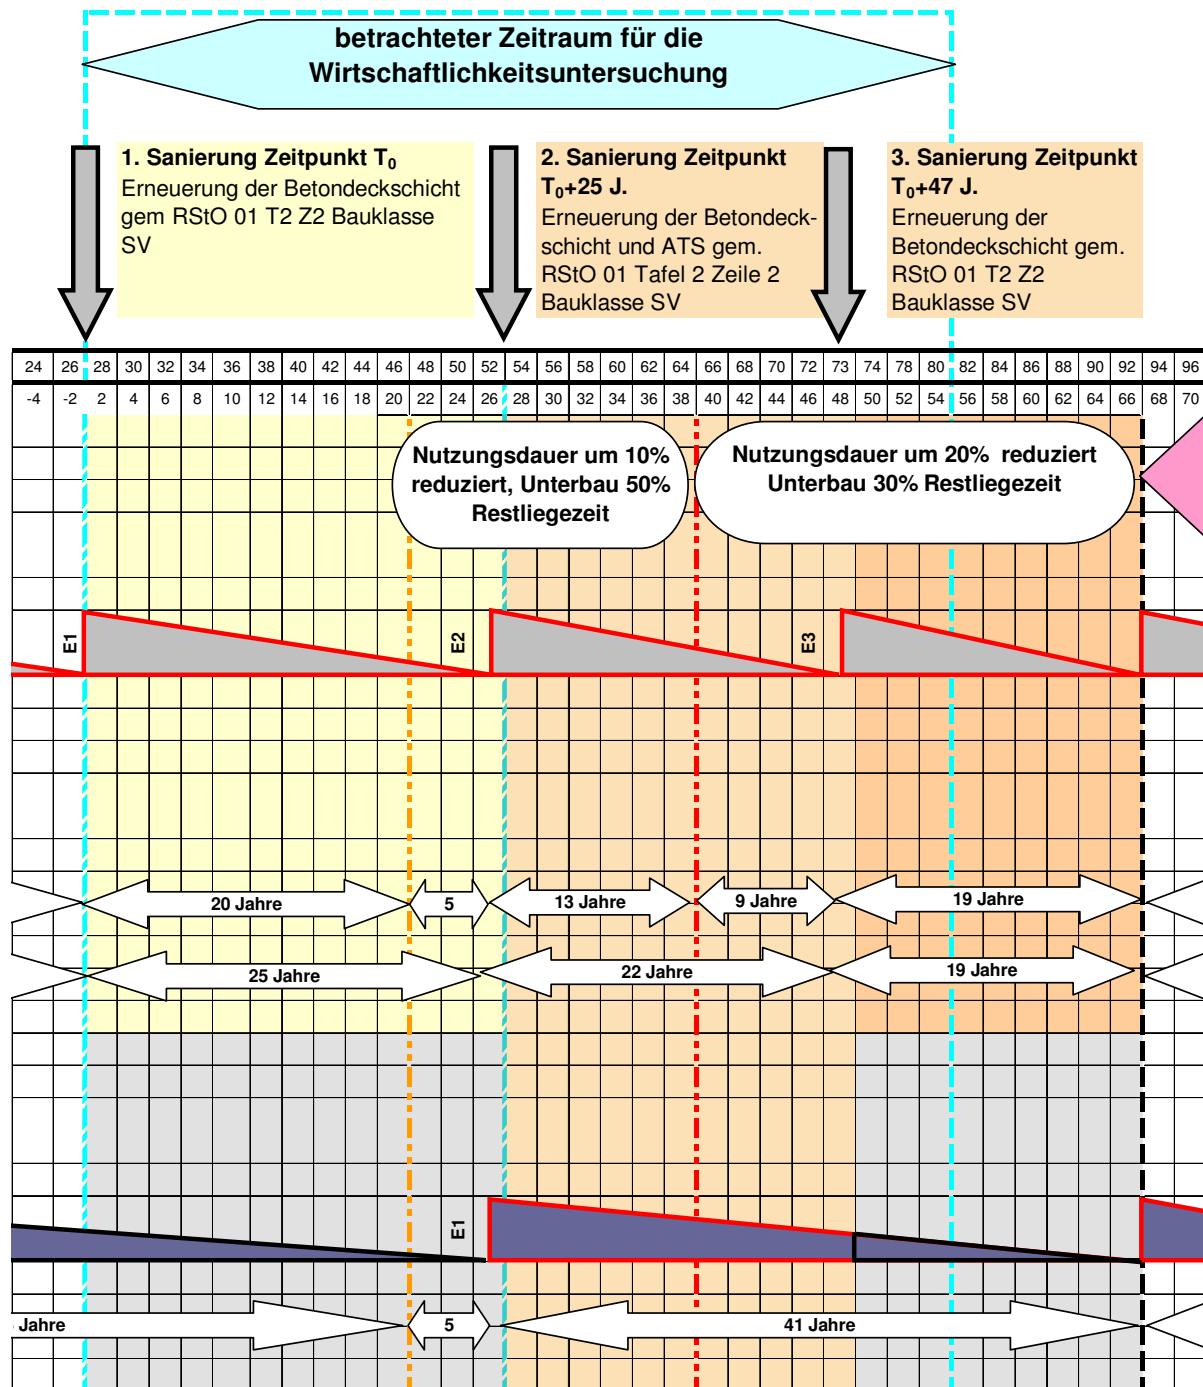 betrachteter Zeitraum für die
Wirtschaftlichkeitsuntersuchung
1. Sanierung Zeitpunkt T0
Erneuerung der Betondeckschicht
gem RStO 01 T2 Z2 Bauklasse
SV
2. Sanierung Zeitpunkt
T0+25 J.
Erneuerung der Betondeck-
schicht und ATS gem.
RStO 01 Tafel 2 Zeile 2
Bauklasse SV
3. Sanierung Zeitpunkt
T0+47 J.
Erneuerung der
Betondeckschicht gem.
RStO 01 T2 Z2
Bauklasse SV
24 26 28 30 32 34 36 38 40 42 44 46 48 50 52 54 56 58 60 62 64 66 68 70 72 73 74 76 78 80 82 84 86 88 90 92 94 96
-4 -2 2 4 6 8 10 12 14 16 18 20 22 24 26 28 30 32 34 36 38 40 42 44 46 48 50 52 54 56 58 60 62 64 66 68 70
Nutzungsdauer um 10%
reduziert, Unterbau 50%
Restliegezeit
Nutzungsdauer um 20% reduziert
Unterbau 30% Restliegezeit
E1
E2
E3
20 Jahre 5 13 Jahre 9 Jahre 19 Jahre
25 Jahre 22 Jahre 19 Jahre
E1
Jahre 5 41 Jahre